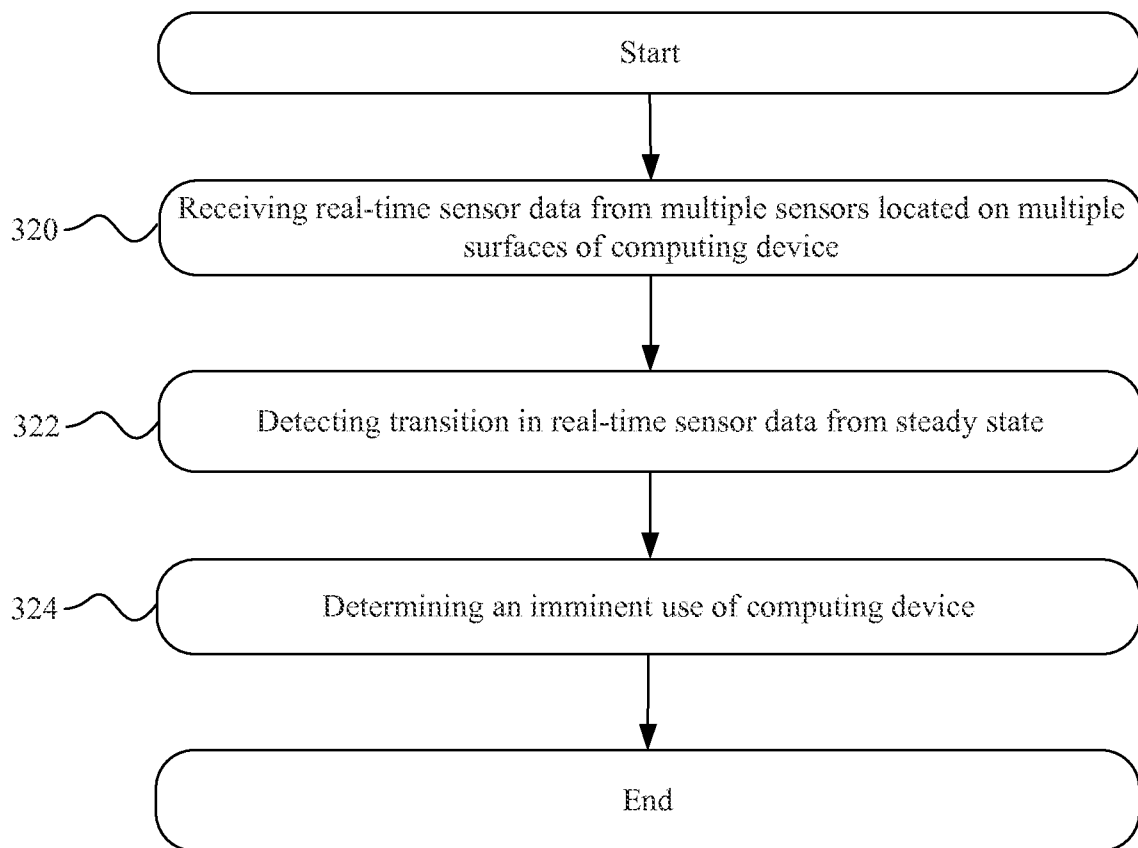 Start
320
Receiving real-time sensor data from multiple sensors located on multiple
surfaces of computing device
322
Detecting transition in real-time sensor data from steady state
324
Determining an imminent use of computing device
End